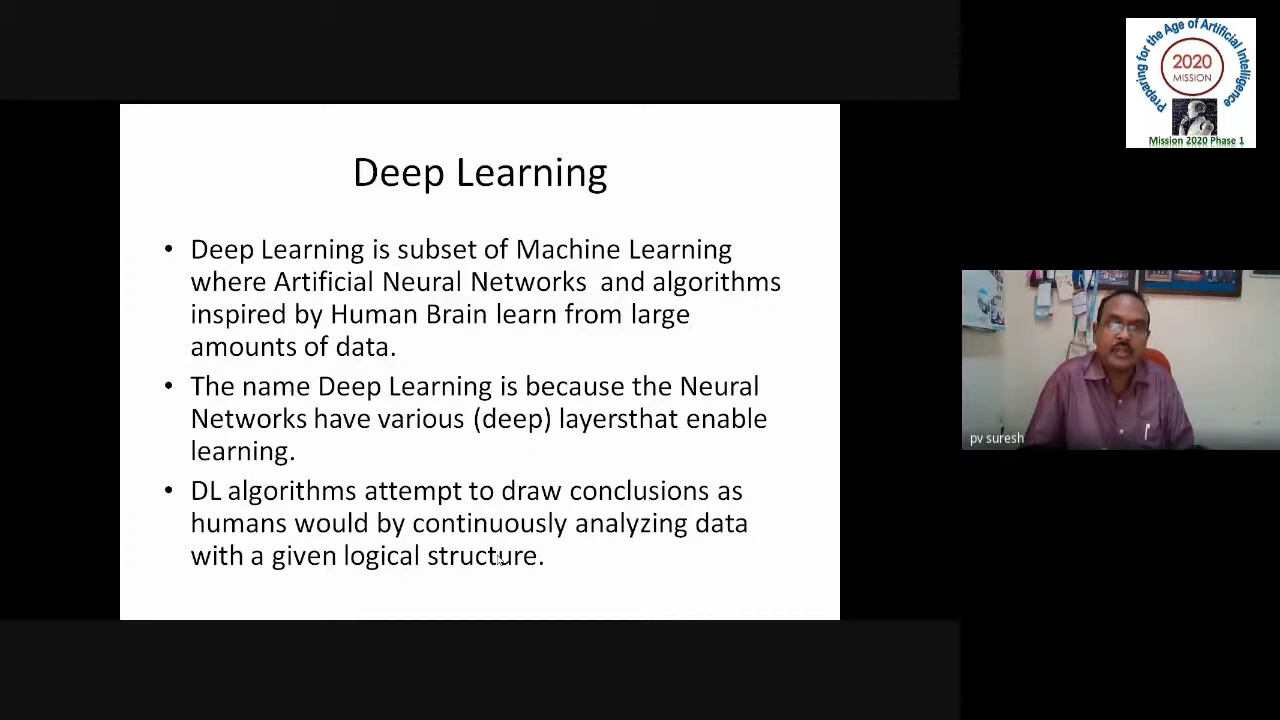 Deep Learning
• Deep Learning is subset of Machine Learning
where Artificial Neural Networks and algorithms
inspired by Human Brain learn from large
amounts of data.
• The name Deep Learning is because the Neural
Networks have various (deep) layersthat enable
learning.
• DL algorithms attempt to draw conclusions as
humans would by continuously analyzing data
with a given logical structure.
Preparing for the Age of Artificial Intelligence
2020
MISSION
Mission 2020 Phase 1
pv suresh